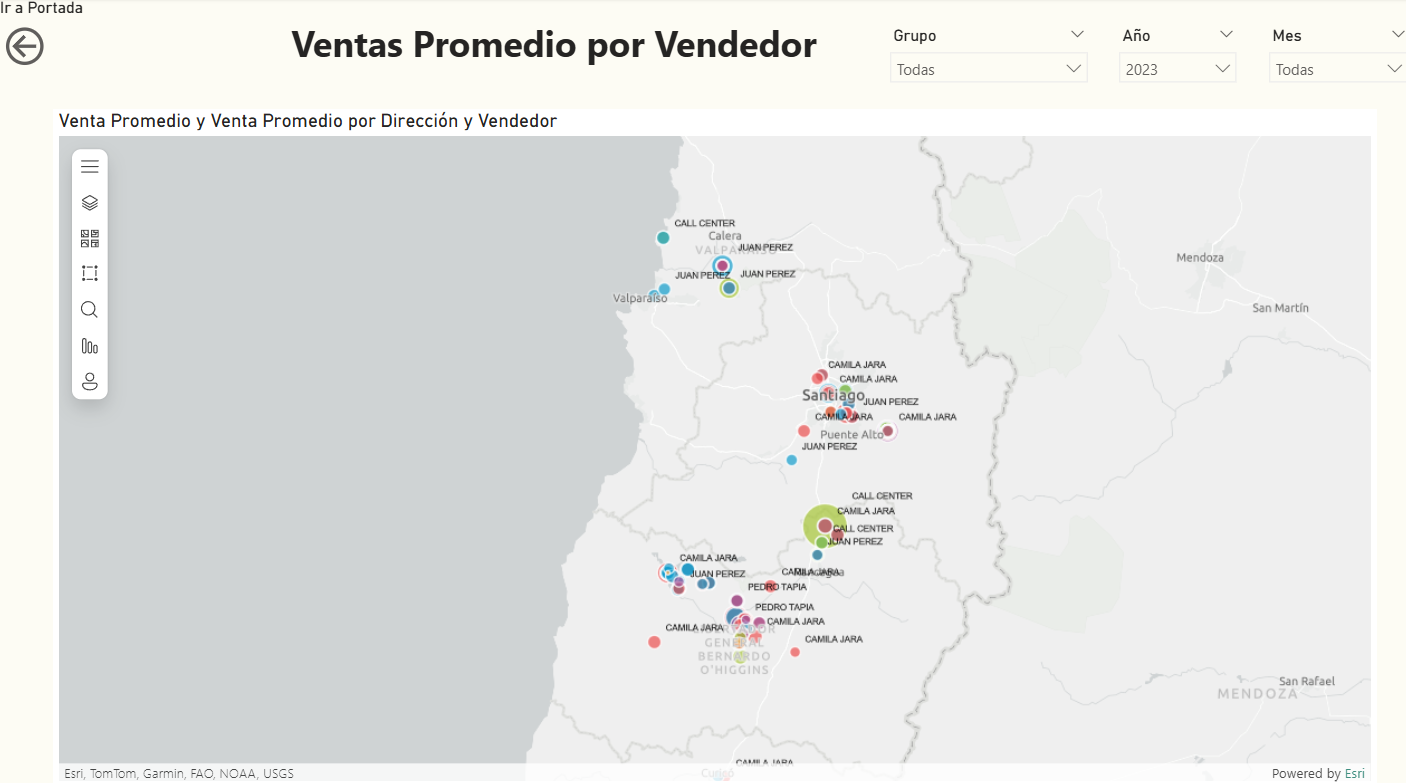 Ir a Portada
Ventas Promedio por Vendedor
Grupo
Año
Mes
Todas
2023
Todas
Venta Promedio y Venta Promedio por Dirección y Vendedor
CALL CENTER
Calera
VALPARAISO
JUAN PEREZ
JUAN PEREZ
JUAN PEREZ
Valparaíso
Mendoza
San Martín
CAMILA JARA
CAMILA JARA
Santiago
JUAN PEREZ
CAMILA JARA
CAMILA JARA
Puente Alto
JUAN PEREZ
CALL CENTER
CAMILA JARA
CALL CENTER
JUAN PEREZ
CAMILA JARA
CAMILA JARA
JUAN PEREZ
PEDRO TAPIA
PEDRO TAPIA
CAMILA JARA
CAMILA JARA
GENERAL
BERNARDO
O'HIGGINS
CAMILA JARA
San Rafael
MENDOZA
CAMILA JARA
Curicó
Esri, TomTom, Garmin, FAO, NOAA, USGS
Powered by Esri